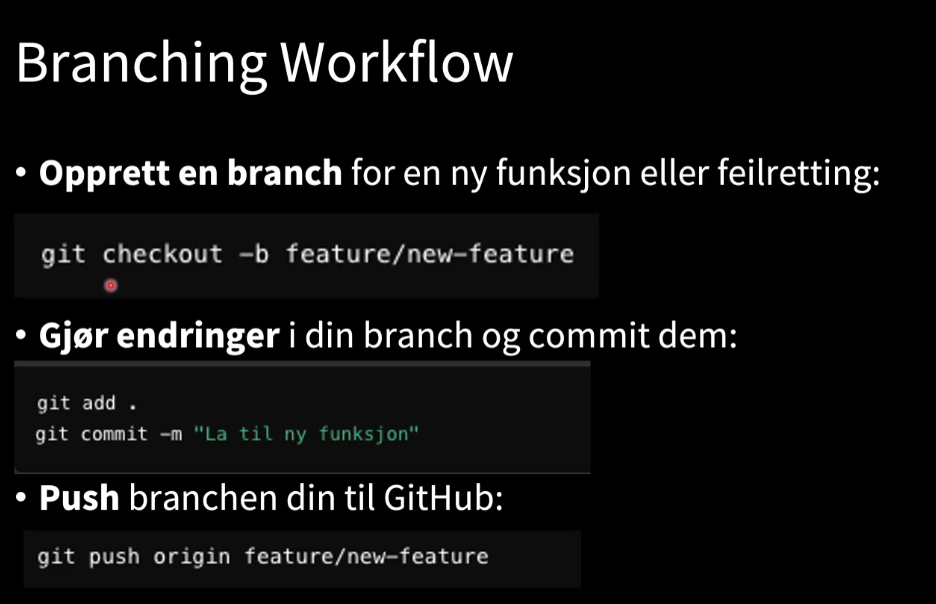 Branching Workflow
• Opprett en branch for en ny funksjon eller feilretting:
git checkout -b feature/new-feature
• Gjør endringer i din branch og commit dem:
git add .
git commit -m "La til ny funksjon"
• Push branchen din til GitHub:
git push origin feature/new-feature